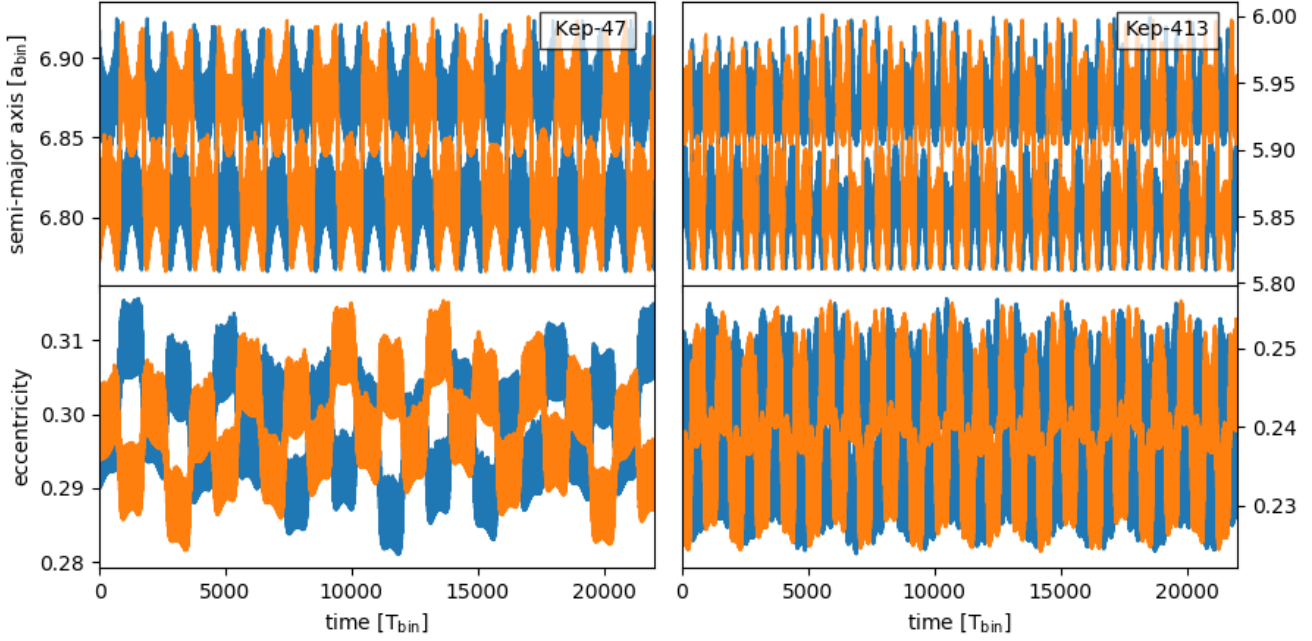 Kep-47
Kep-413
semi-major axis [a_bin]
6.90
6.85
6.80
6.00
5.95
5.90
5.85
5.80
eccentricity
0.31
0.30
0.29
0.28
0.25
0.24
0.23
0 5000 10000 15000 20000
0 5000 10000 15000 20000
time [T_bin]
time [T_bin]